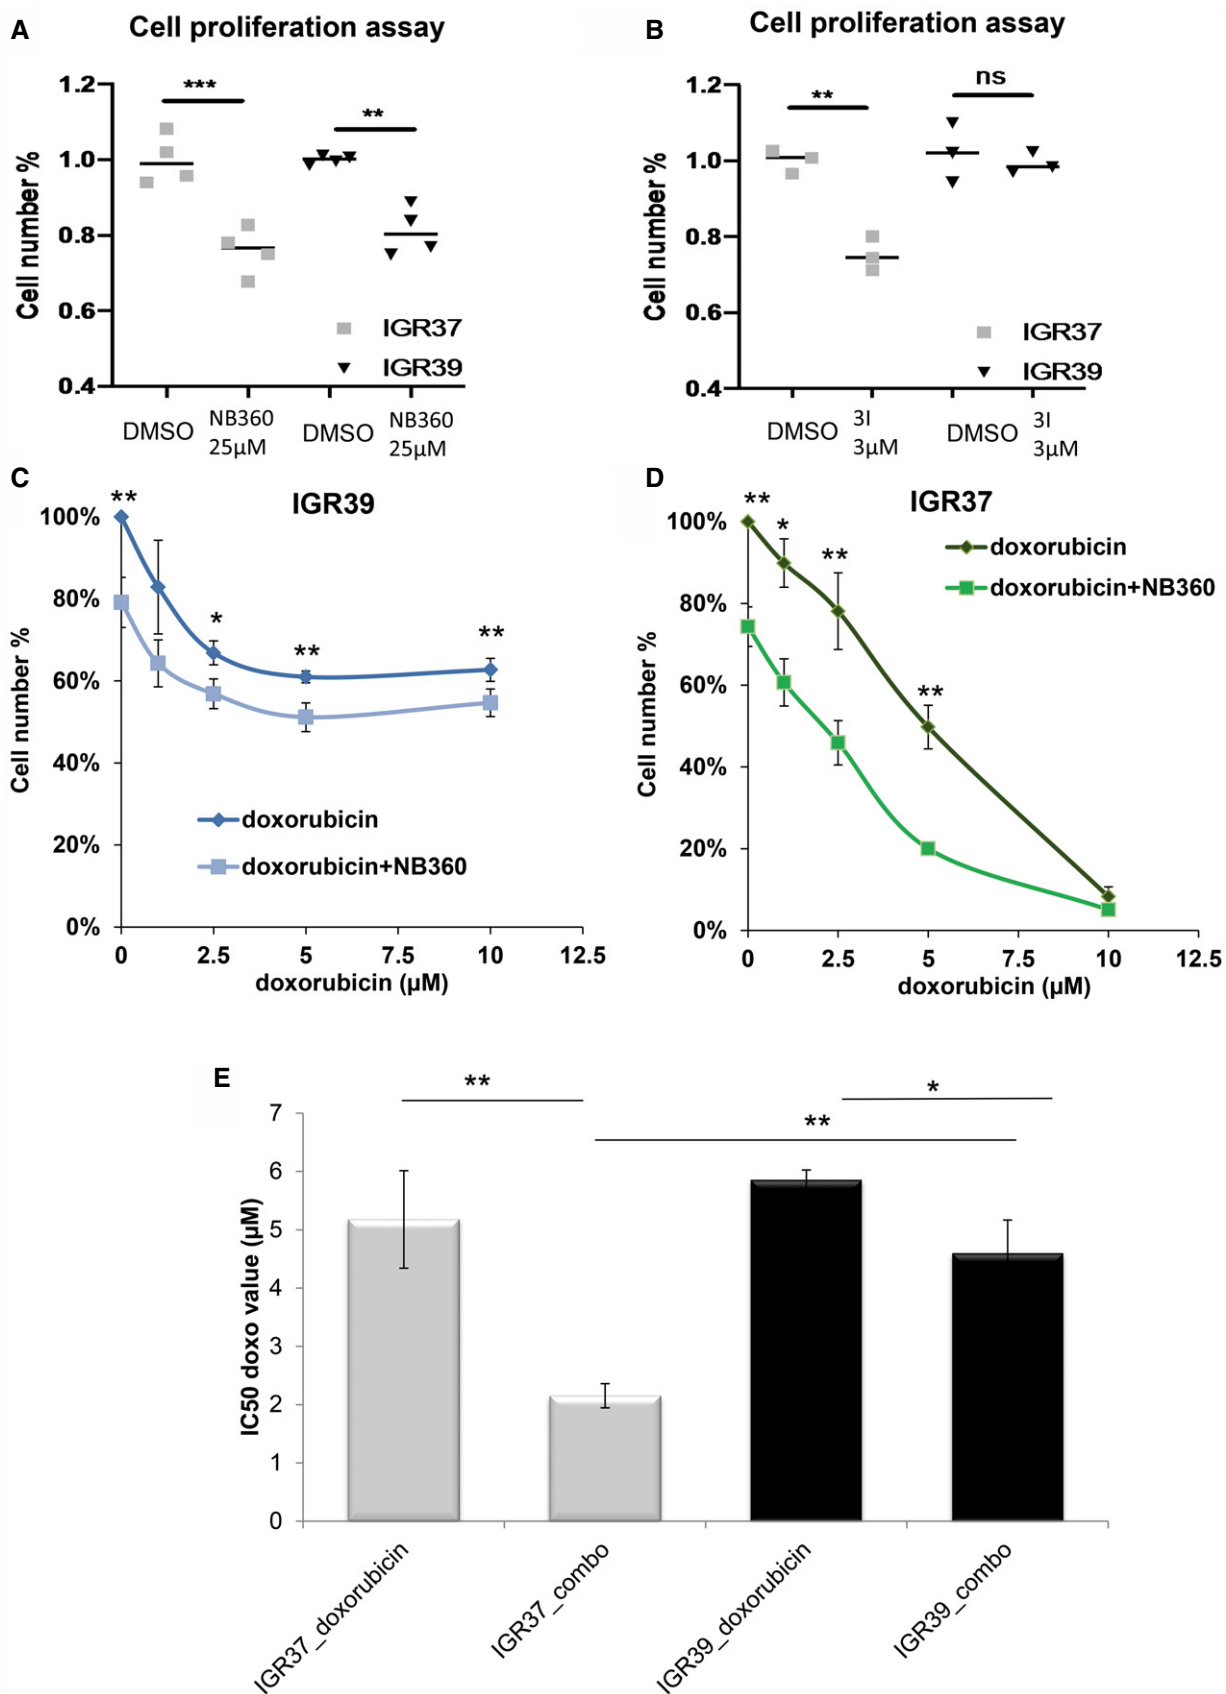 A
Cell proliferation assay
***
**
1.2
1.0
0.8
0.6
0.4
Cell number %
IGR37
IGR39
DMSO
NB360
25µM
DMSO
NB360
25µM
B
Cell proliferation assay
**
ns
1.2
1.0
0.8
0.6
0.4
Cell number %
IGR37
IGR39
DMSO
3I
3µM
DMSO
3I
3µM
C
IGR39
**
*
**
**
100%
80%
60%
40%
20%
0%
Cell number %
doxorubicin
doxorubicin+NB360
0 2.5 5 7.5 10 12.5
doxorubicin (µM)
D
IGR37
**
*
**
**
100%
80%
60%
40%
20%
0%
Cell number %
doxorubicin
doxorubicin+NB360
0 2.5 5 7.5 10 12.5
doxorubicin (µM)
E
**
*
**
7
6
5
4
3
2
1
0
IC50 doxo value (µM)
IGR37_doxorubicin
IGR37_combo
IGR39_doxorubicin
IGR39_combo